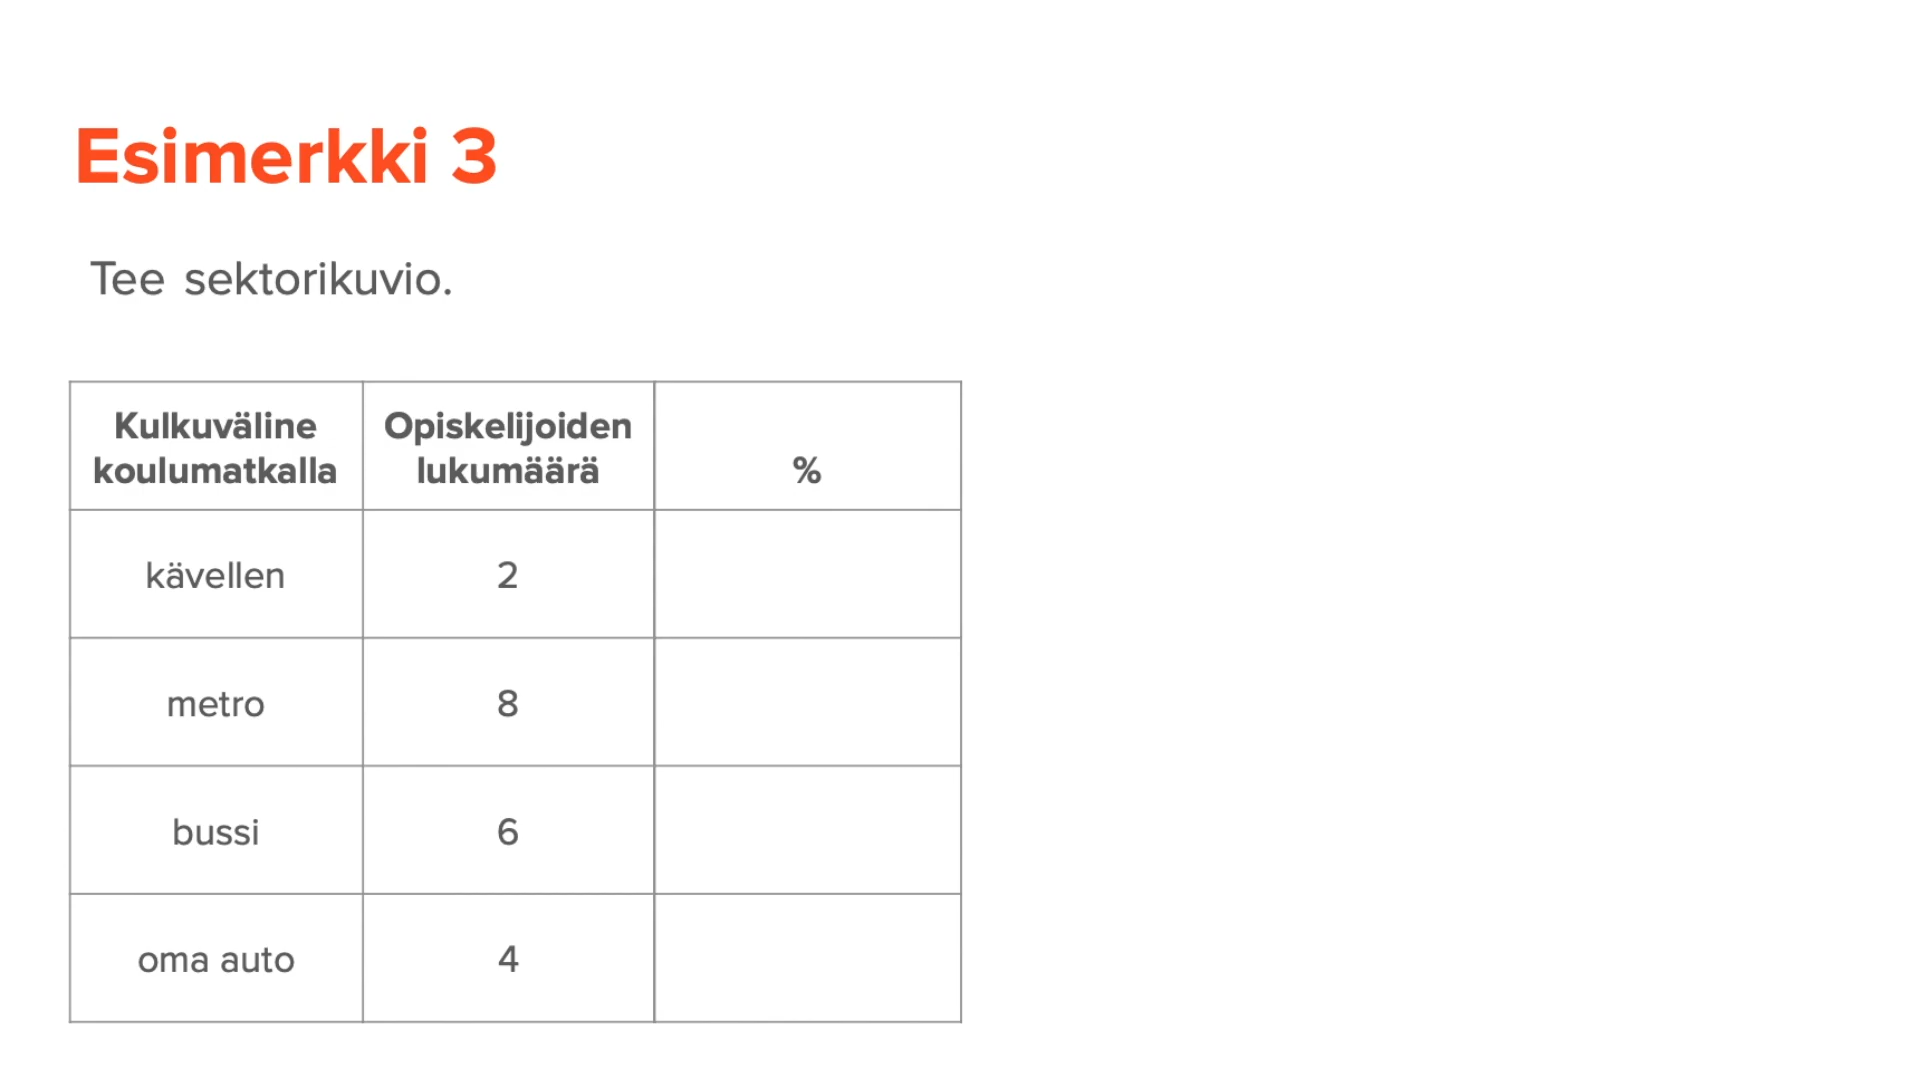 Esimerkki 3
Tee sektorikuvio.
Kulkuväline
koulumatkalla
Opiskelijoiden
lukumäärä
%
kävellen
2
metro
8
bussi
6
oma auto
4